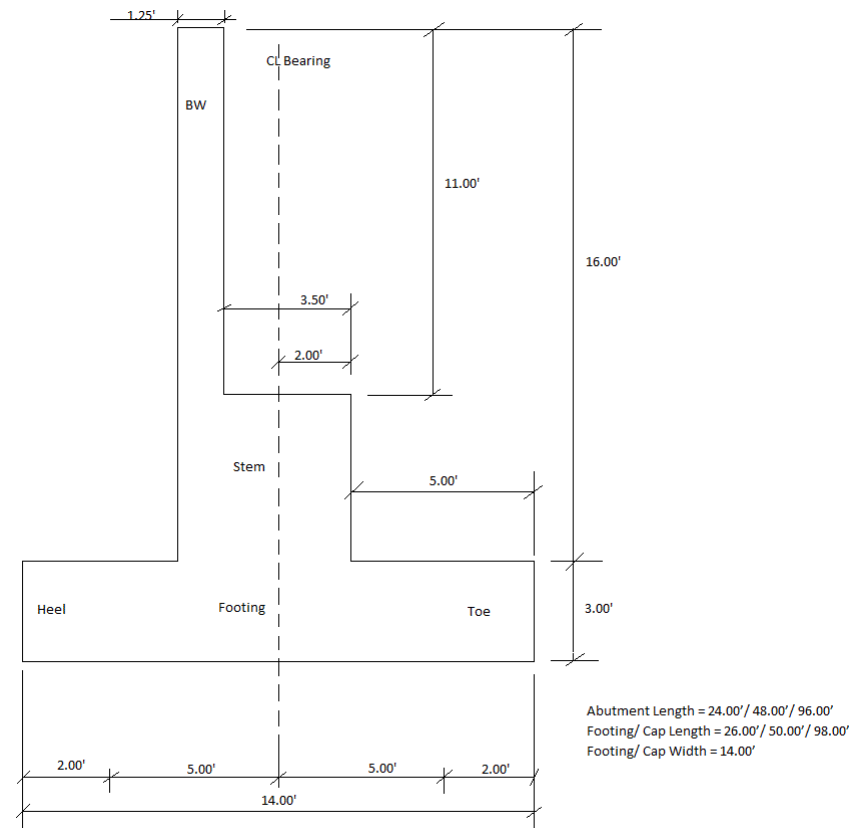 1.25'
CL Bearing
BW
11.00'
16.00'
3.50'
2.00'
Stem
5.00'
Heel
Footing
Toe
3.00'
Abutment Length = 24.00'/ 48.00'/ 96.00'
Footing/ Cap Length = 26.00'/ 50.00'/ 98.00'
Footing/ Cap Width = 14.00'
2.00'
5.00'
5.00'
2.00'
14.00'